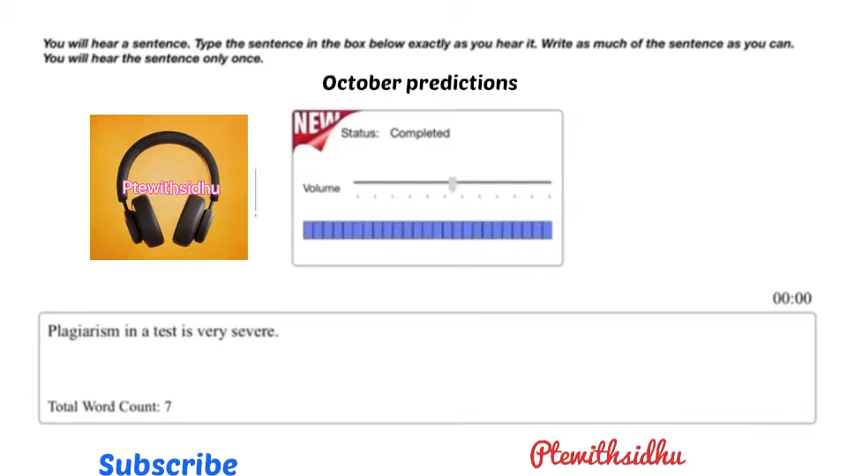 You will hear a sentence. Type the sentence in the box below exactly as you hear it. Write as much of the sentence as you can.
You will hear the sentence only once.
October predictions
NEW
Status: Completed
Ptewithsidhu
Volume
00:00
Plagiarism in a test is very severe.
Total Word Count: 7
Subscribe
Ptewithsidhu